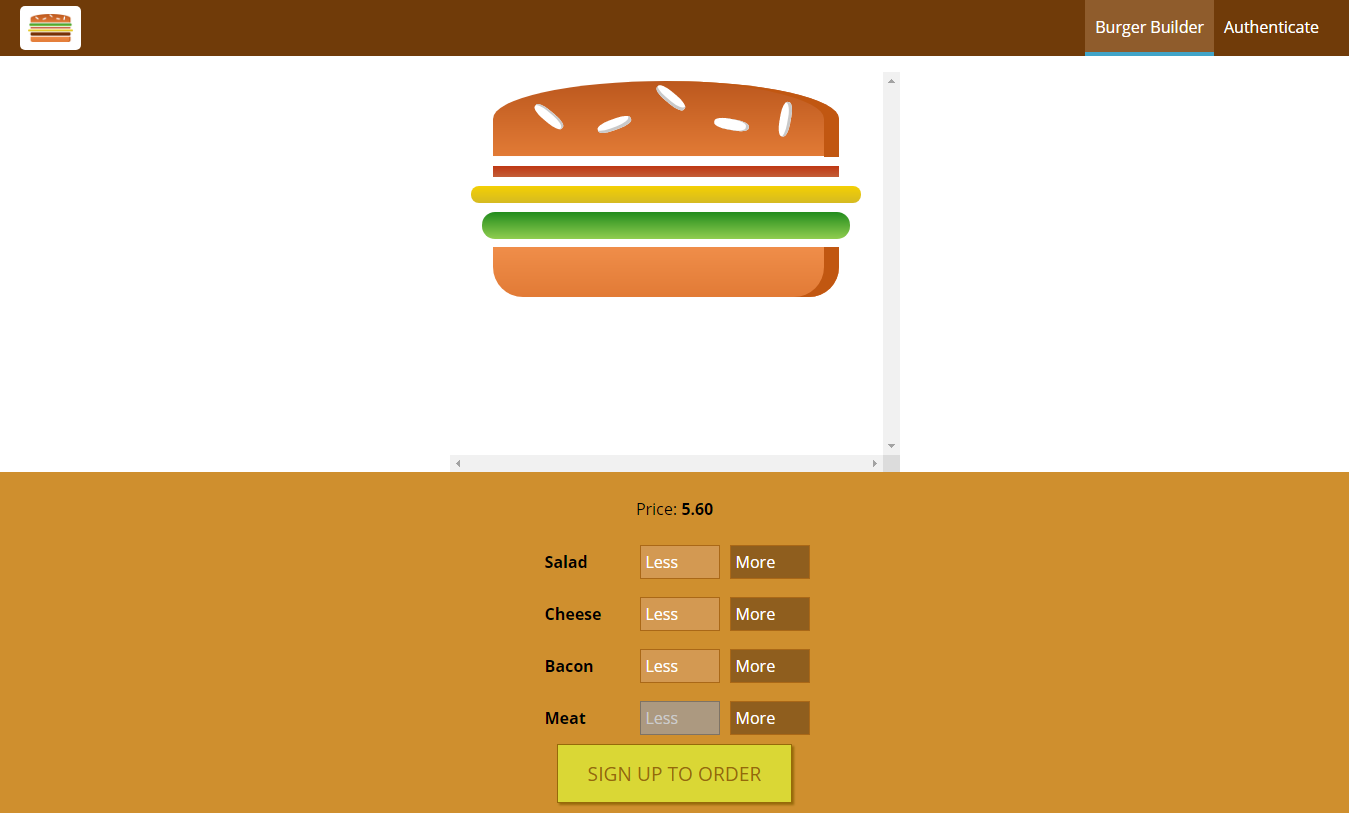 Burger Builder Authenticate
Price: 5.60
Salad Less More
Cheese Less More
Bacon Less More
Meat Less More
SIGN UP TO ORDER